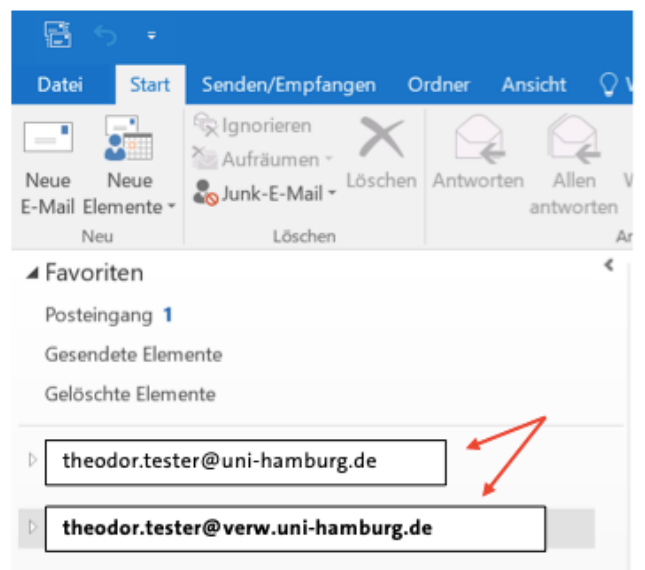 Datei Start Senden/Empfangen Ordner Ansicht
Ignorieren
Aufräumen
Junk-E-Mail
Löschen
Neue E-Mail
Neue Elemente
Antworten
Allen antworten
Neu
Löschen
Favoriten
Posteingang 1
Gesendete Elemente
Gelöschte Elemente
theodor.tester@uni-hamburg.de
theodor.tester@verw.uni-hamburg.de